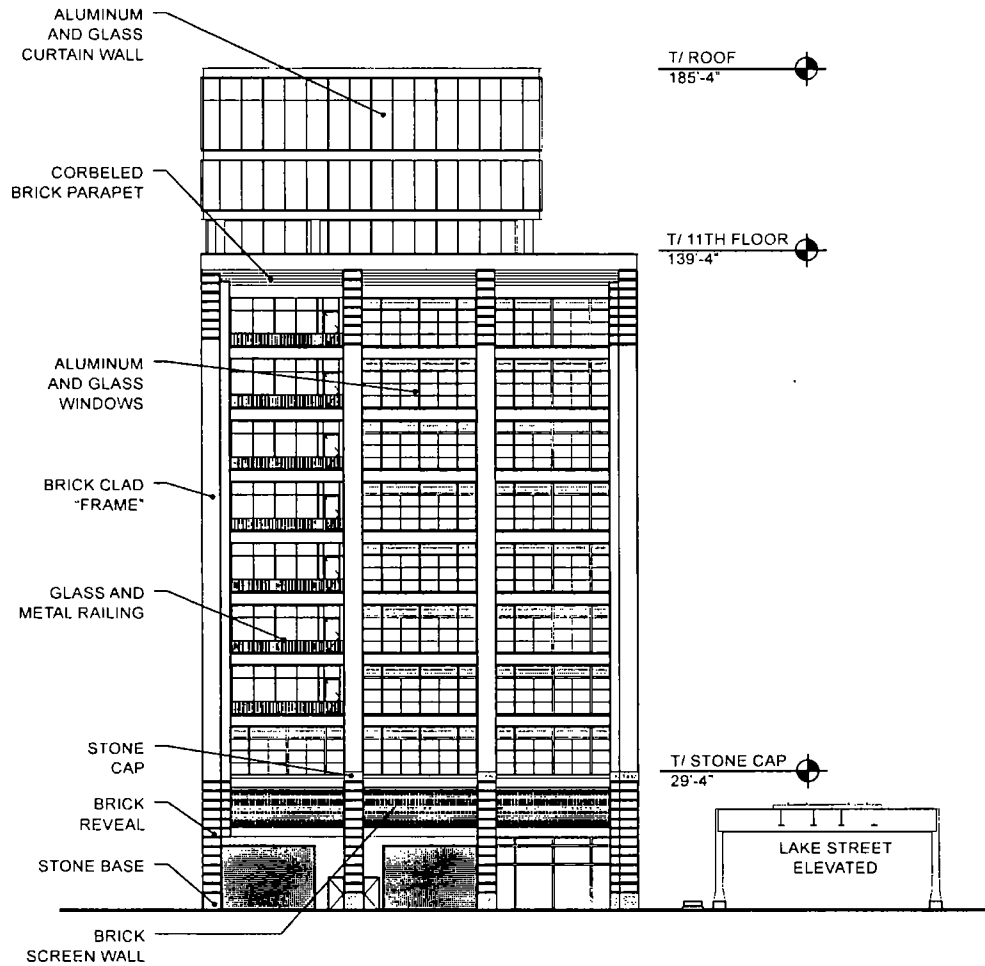 ALUMINUM
AND GLASS
CURTAIN WALL
T/ ROOF
185'-4"
CORBELED
BRICK PARAPET
T/ 11TH FLOOR
139'-4"
ALUMINUM
AND GLASS
WINDOWS
BRICK CLAD
"FRAME"
GLASS AND
METAL RAILING
STONE
CAP
T/ STONE CAP
29'-4"
BRICK
REVEAL
LAKE STREET
ELEVATED
STONE BASE
BRICK
SCREEN WALL